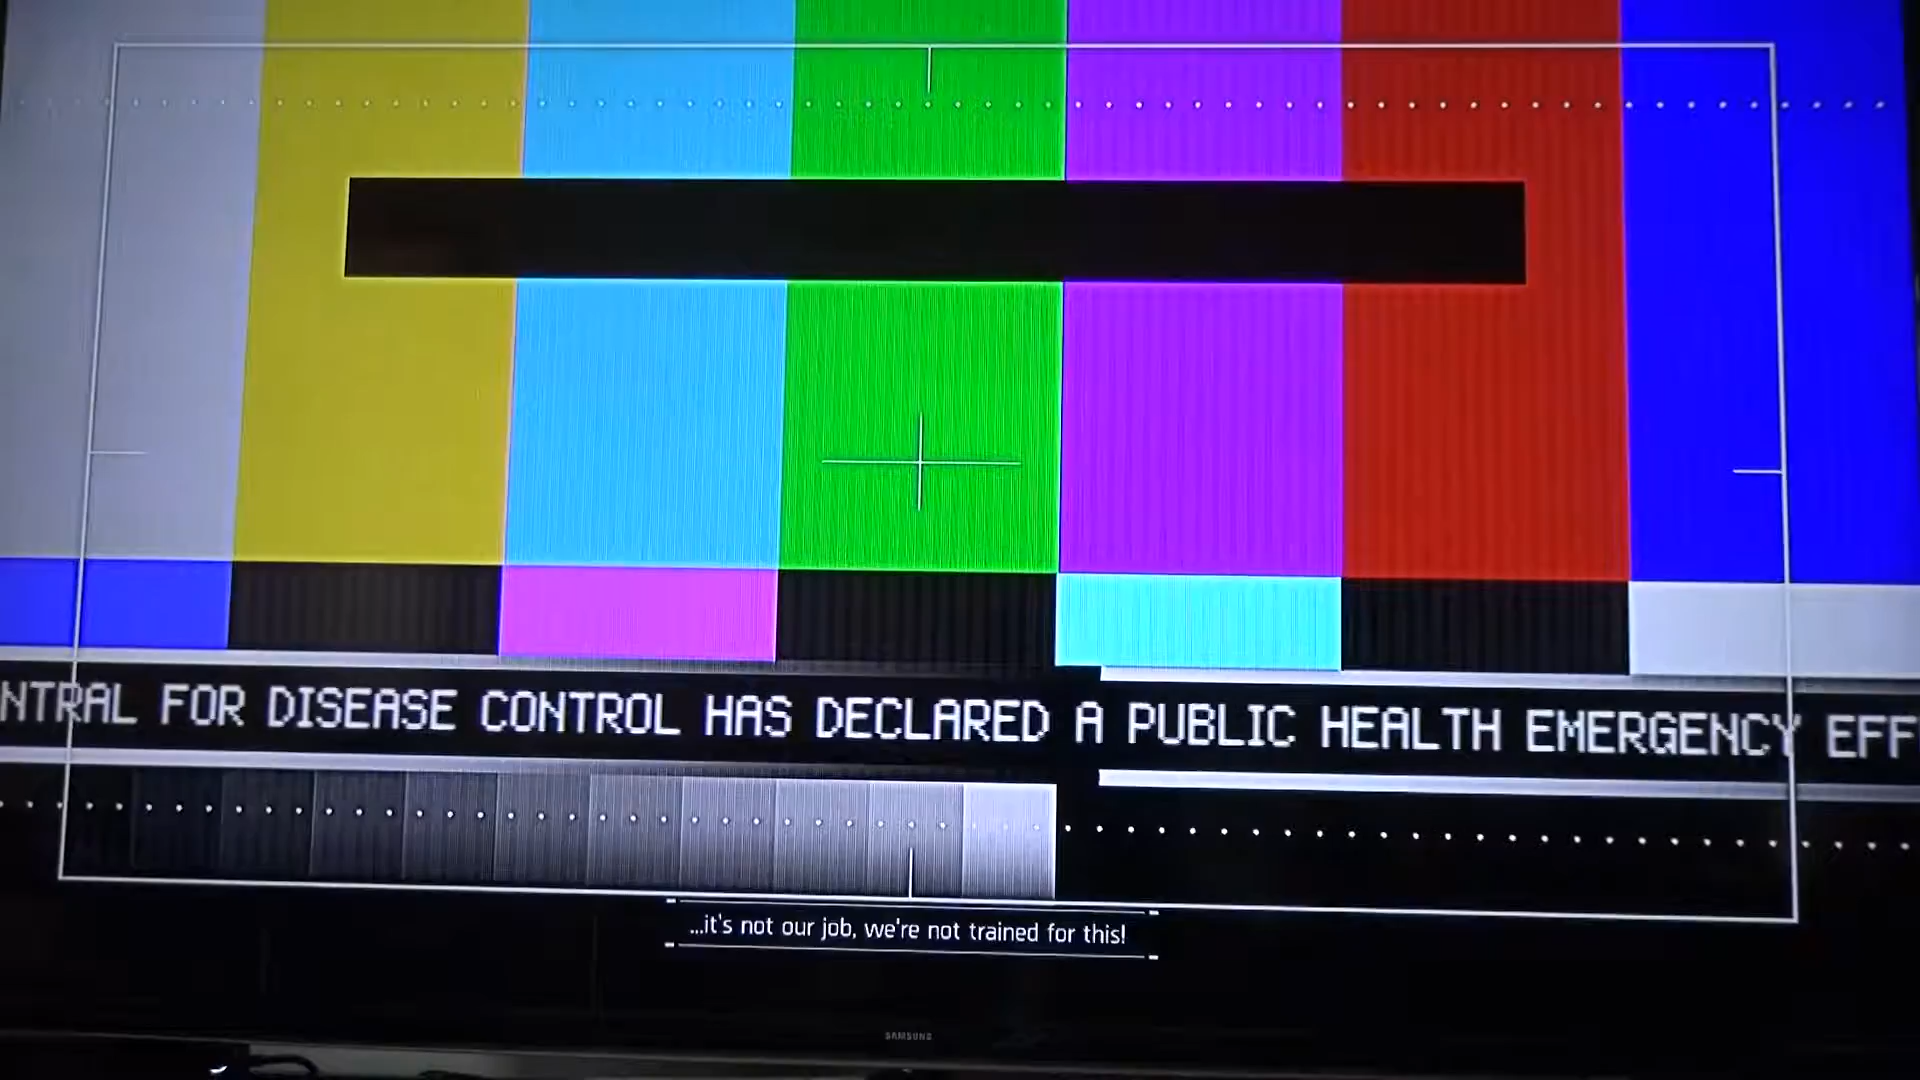 NTRAL FOR DISEASE CONTROL HAS DECLARED A PUBLIC HEALTH EMERGENCY EFF
...it's not our job, we're not trained for this!
SAMSUNG